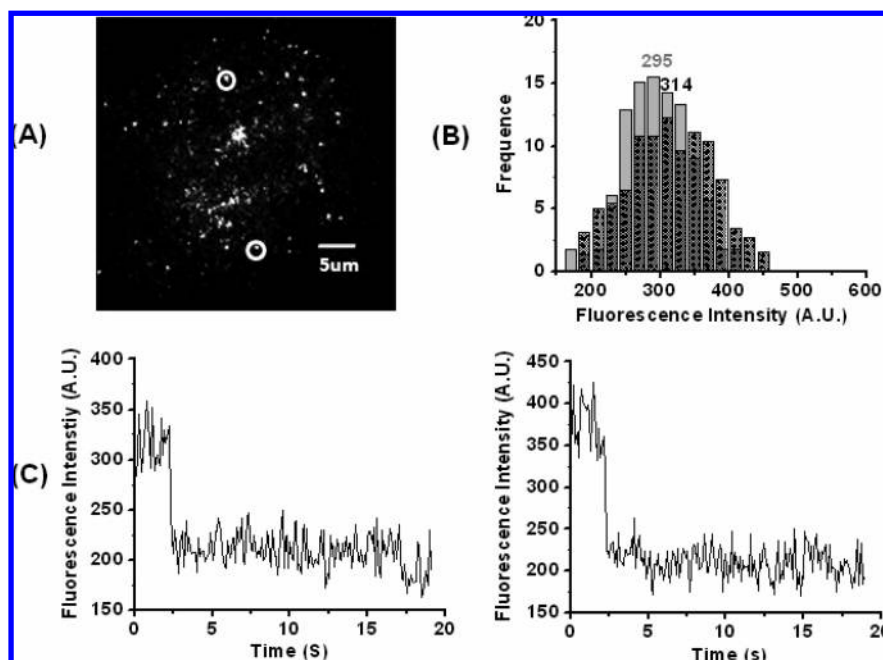 (A)
5um
(B)
20
15
10
5
0
295
314
Frequence
200 300 400 500 600
Fluorescence Intensity (A.U.)
(C)
400
350
300
250
200
150
Fluorescence Intenstiy (A.U.)
0 5 10 15 20
Time (S)
450
400
350
300
250
200
150
Fluorescence Intensity (A.U.)
0 5 10 15 20
Time (s)